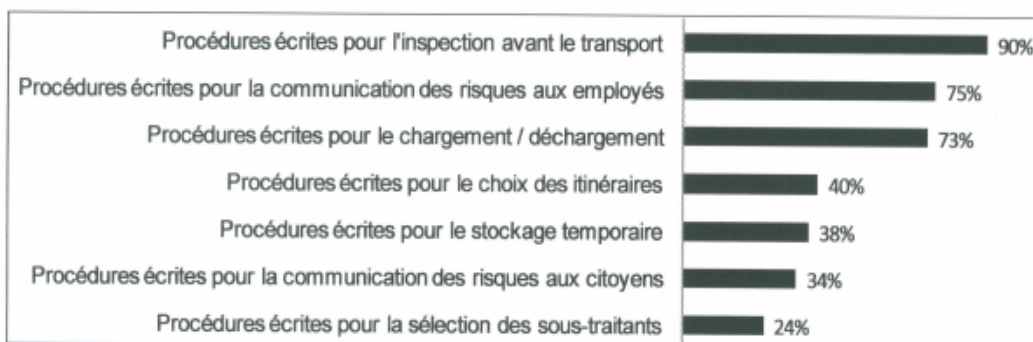 Procédures écrites pour l'inspection avant le transport 90%
Procédures écrites pour la communication des risques aux employés 75%
Procédures écrites pour le chargement / déchargement 73%
Procédures écrites pour le choix des itinéraires 40%
Procédures écrites pour le stockage temporaire 38%
Procédures écrites pour la communication des risques aux citoyens 34%
Procédures écrites pour la sélection des sous-traitants 24%